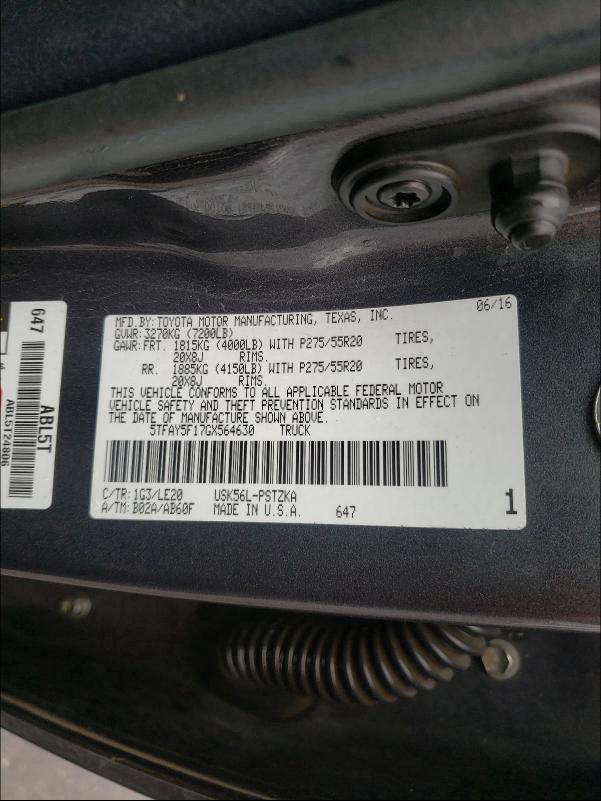 647
ABL5T
ABL5T24806
06/16
MFD.BY:TOYOTA MOTOR MANUFACTURING, TEXAS, INC.
GVWR:3270KG (7200LB)
GAWR:FRT. 1815KG (4000LB) WITH P275/55R20 TIRES,
20X8J RIMS.
RR. 1885KG (4150LB) WITH P275/55R20 TIRES,
20X8J RIMS.
THIS VEHICLE CONFORMS TO ALL APPLICABLE FEDERAL MOTOR
VEHICLE SAFETY AND THEFT PREVENTION STANDARDS IN EFFECT ON
THE DATE OF MANUFACTURE SHOWN ABOVE.
5TFAY5F17GX564630 TRUCK
C/TR:1G3/LE20 USK56L-PSTZKA
A/TM:B02A/AB60F MADE IN U.S.A. 647
1